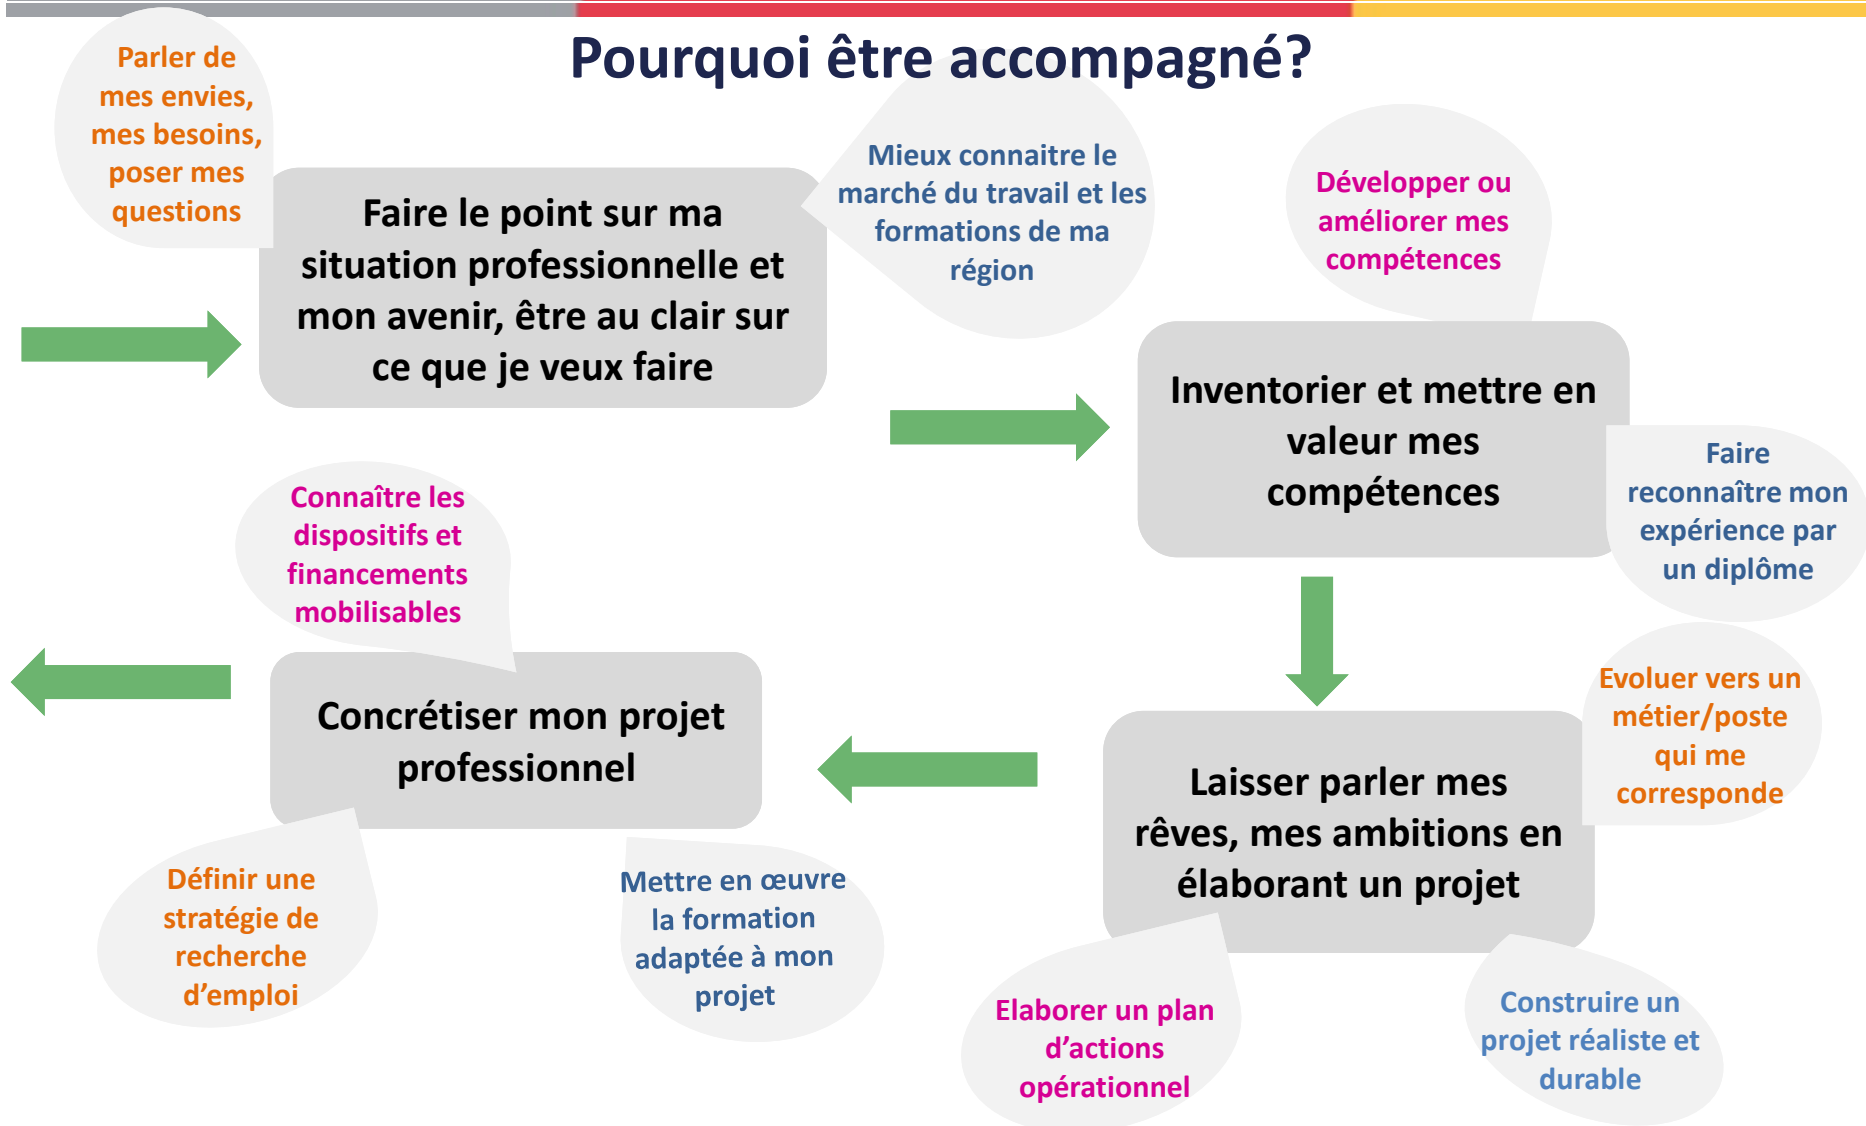 Pourquoi être accompagné?
Parler de
mes envies,
mes besoins,
poser mes
questions
Faire le point sur ma
situation professionnelle et
mon avenir, être au clair sur
ce que je veux faire
Mieux connaitre le
marché du travail et les
formations de ma
région
Développer ou
améliorer mes
compétences
Inventorier et mettre en
valeur mes
compétences
Faire
reconnaître mon
expérience par
un diplôme
Evoluer vers un
métier/poste
qui me
corresponde
Laisser parler mes
rêves, mes ambitions en
élaborant un projet
Elaborer un plan
d’actions
opérationnel
Construire un
projet réaliste et
durable
Connaître les
dispositifs et
financements
mobilisables
Concrétiser mon projet
professionnel
Définir une
stratégie de
recherche
d’emploi
Mettre en œuvre
la formation
adaptée à mon
projet